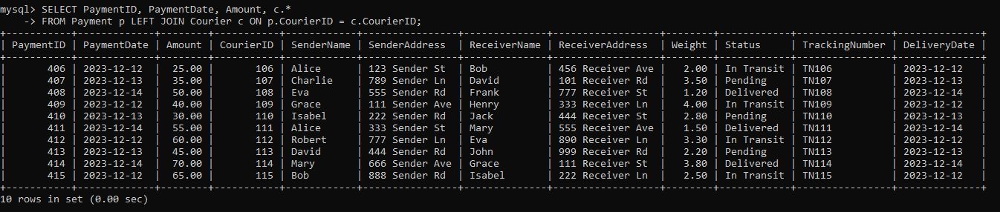 mysql> SELECT PaymentID, PaymentDate, Amount, c.*
    -> FROM Payment p LEFT JOIN Courier c ON p.CourierID = c.CourierID;
+-----------+-------------+--------+-----------+------------+----------------+--------------+------------------+--------+------------+----------------+--------------+
| PaymentID | PaymentDate | Amount | CourierID | SenderName | SenderAddress  | ReceiverName | ReceiverAddress  | Weight | Status     | TrackingNumber | DeliveryDate |
+-----------+-------------+--------+-----------+------------+----------------+--------------+------------------+--------+------------+----------------+--------------+
|       406 | 2023-12-12  |  25.00 |       106 | Alice      | 123 Sender St  | Bob          | 456 Receiver Ave |   2.00 | In Transit | TN106          | 2023-12-12   |
|       407 | 2023-12-13  |  35.00 |       107 | Charlie    | 789 Sender Ln  | David        | 101 Receiver Rd  |   3.50 | Pending    | TN107          | 2023-12-13   |
|       408 | 2023-12-14  |  50.00 |       108 | Eva        | 555 Sender Rd  | Frank        | 777 Receiver St  |   1.20 | Delivered  | TN108          | 2023-12-14   |
|       409 | 2023-12-12  |  40.00 |       109 | Grace      | 111 Sender Ave | Henry        | 333 Receiver Ln  |   4.00 | In Transit | TN109          | 2023-12-12   |
|       410 | 2023-12-13  |  30.00 |       110 | Isabel     | 222 Sender Rd  | Jack         | 444 Receiver St  |   2.80 | Pending    | TN110          | 2023-12-13   |
|       411 | 2023-12-14  |  55.00 |       111 | Alice      | 333 Sender St  | Mary         | 555 Receiver Ave |   1.50 | Delivered  | TN111          | 2023-12-14   |
|       412 | 2023-12-12  |  60.00 |       112 | Robert     | 777 Sender Ln  | Eva          | 890 Receiver Ln  |   3.30 | In Transit | TN112          | 2023-12-12   |
|       413 | 2023-12-13  |  45.00 |       113 | David      | 444 Sender Rd  | John         | 999 Receiver Rd  |   2.20 | Pending    | TN113          | 2023-12-13   |
|       414 | 2023-12-14  |  70.00 |       114 | Mary       | 666 Sender Ave | Grace        | 111 Receiver St  |   3.80 | Delivered  | TN114          | 2023-12-14   |
|       415 | 2023-12-12  |  65.00 |       115 | Bob        | 888 Sender Rd  | Isabel       | 222 Receiver Ln  |   2.50 | In Transit | TN115          | 2023-12-12   |
+-----------+-------------+--------+-----------+------------+----------------+--------------+------------------+--------+------------+----------------+--------------+
10 rows in set (0.00 sec)